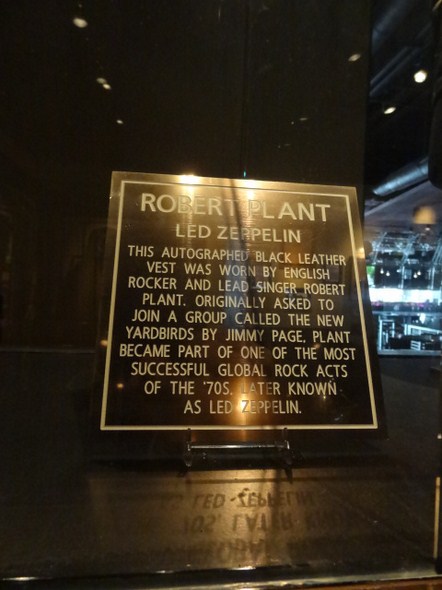 ROBERT PLANT
LED ZEPPELIN
THIS AUTOGRAPHED BLACK LEATHER
VEST WAS WORN BY ENGLISH
ROCKER AND LEAD SINGER ROBERT
PLANT. ORIGINALLY ASKED TO
JOIN A GROUP CALLED THE NEW
YARDBIRDS BY JIMMY PAGE, PLANT
BECAME PART OF ONE OF THE MOST
SUCCESSFUL GLOBAL ROCK ACTS
OF THE '70S, LATER KNOWN
AS LED ZEPPELIN.